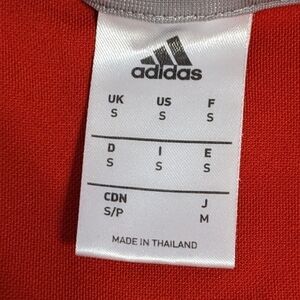 adidas
UK US F
S S S
D I E
S S S
CDN J
S/P M
MADE IN THAILAND